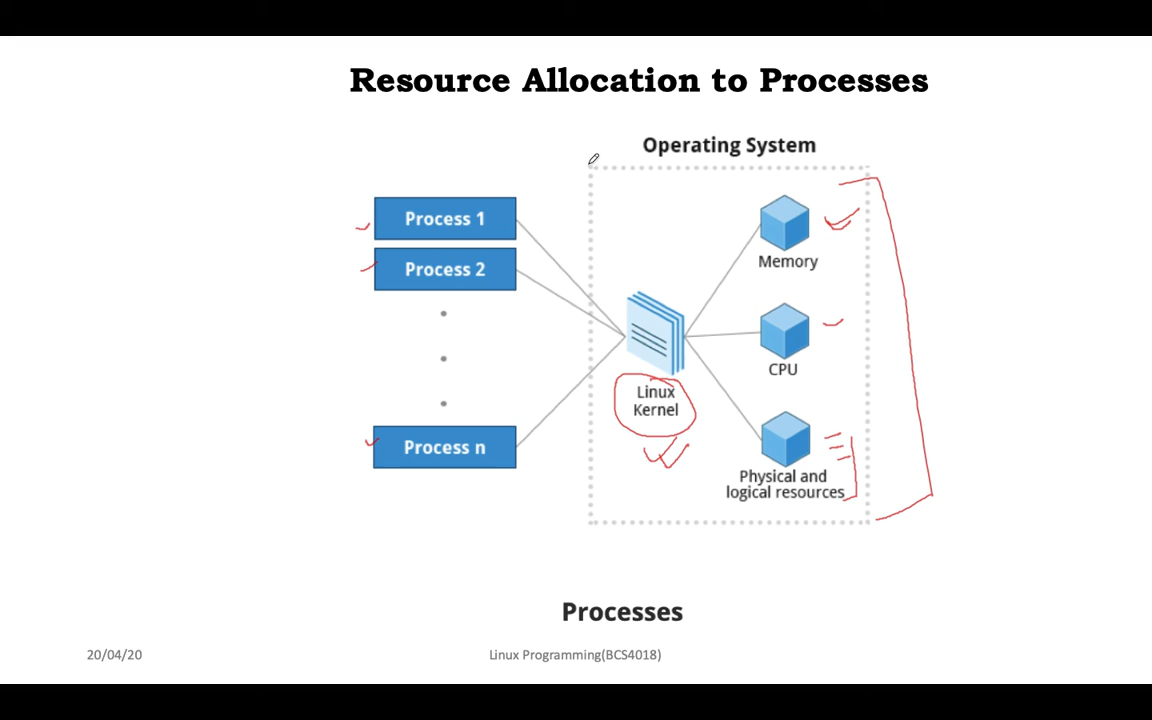 Resource Allocation to Processes
Operating System
Process 1
Process 2
Process n
Linux
Kernel
Memory
CPU
Physical and
logical resources
Processes
20/04/20
Linux Programming(BCS4018)